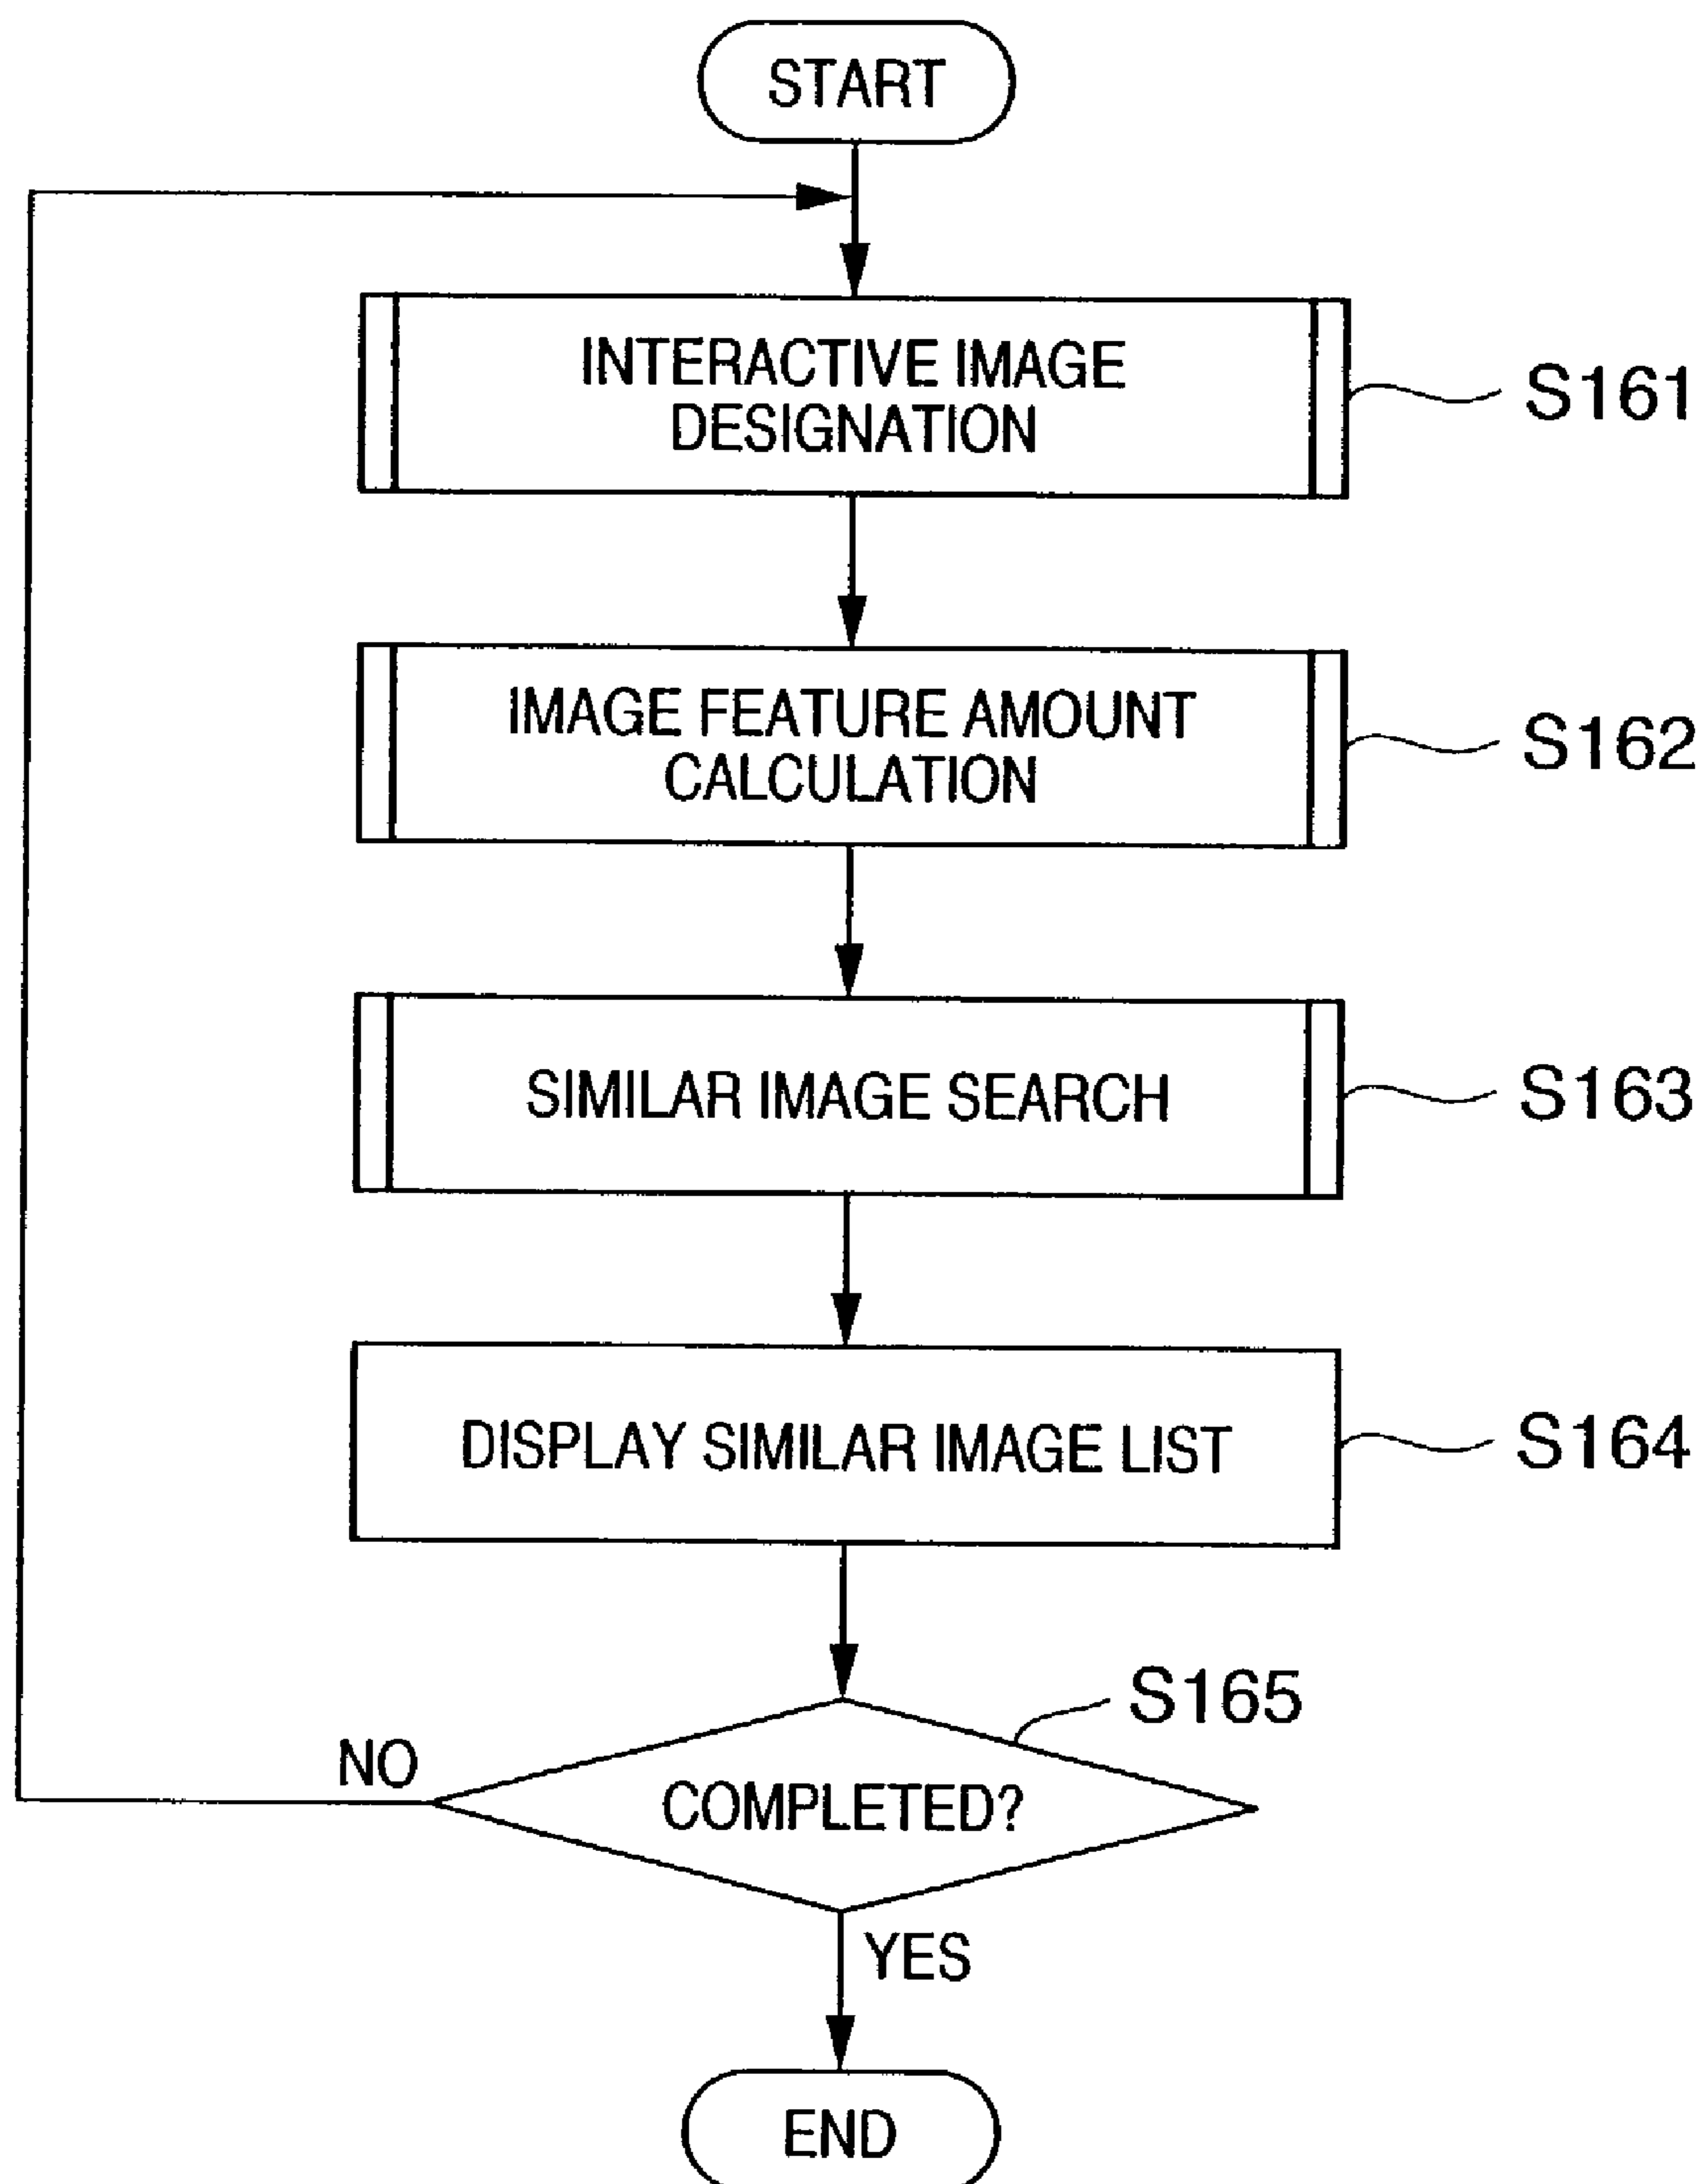 START
INTERACTIVE IMAGE
DESIGNATION
S161
IMAGE FEATURE AMOUNT
CALCULATION
S162
SIMILAR IMAGE SEARCH
S163
DISPLAY SIMILAR IMAGE LIST
S164
S165
NO
COMPLETED?
YES
END